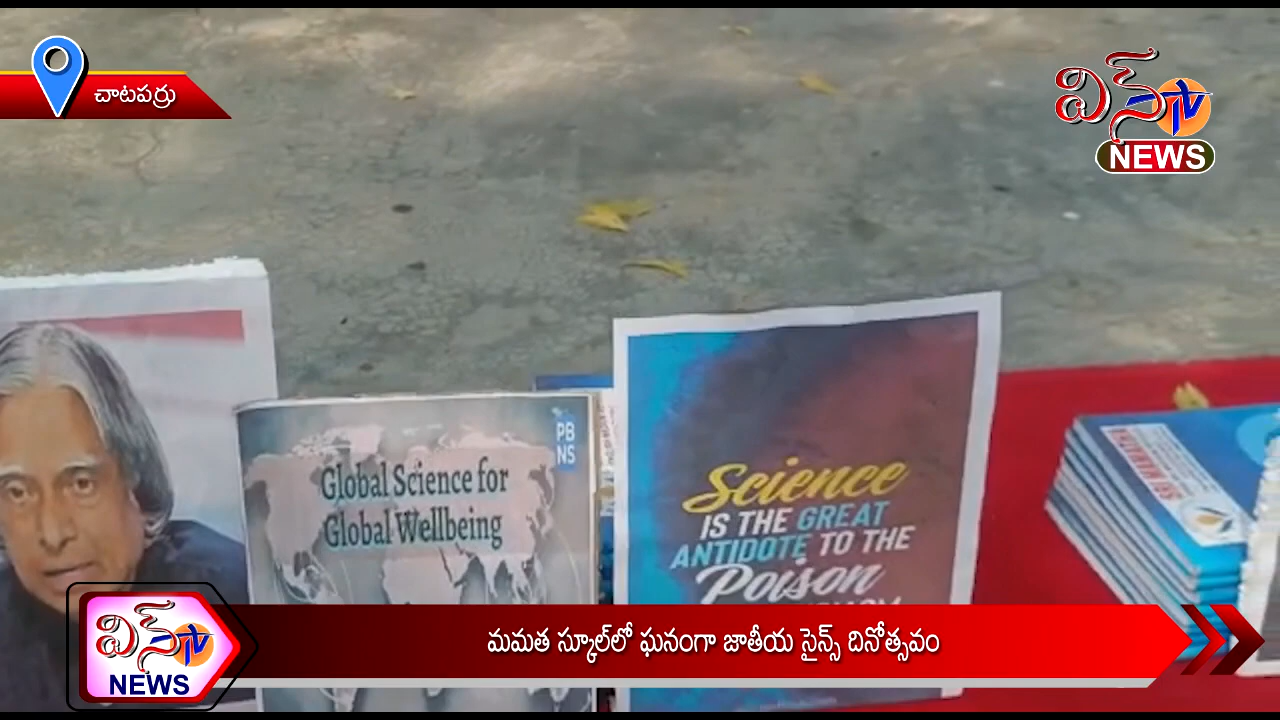 చాటపర్రు
విస్ TV
NEWS
PB
NS
Global Science for
Global Wellbeing
Science
IS THE GREAT
ANTIDOTE TO THE
Poison
మమత స్కూల్‌లో ఘనంగా జాతీయ సైన్స్ దినోత్సవం
విస్ TV
NEWS